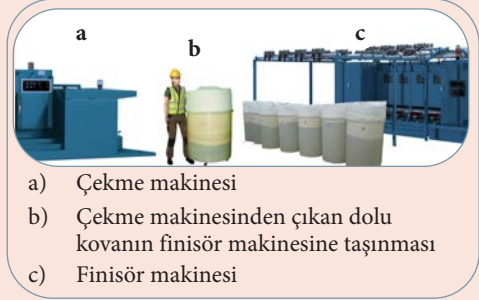 a
b
c
a) Çekme makinesi
b) Çekme makinesinden çıkan dolu
kovanın finisör makinesine taşınması
c) Finisör makinesi